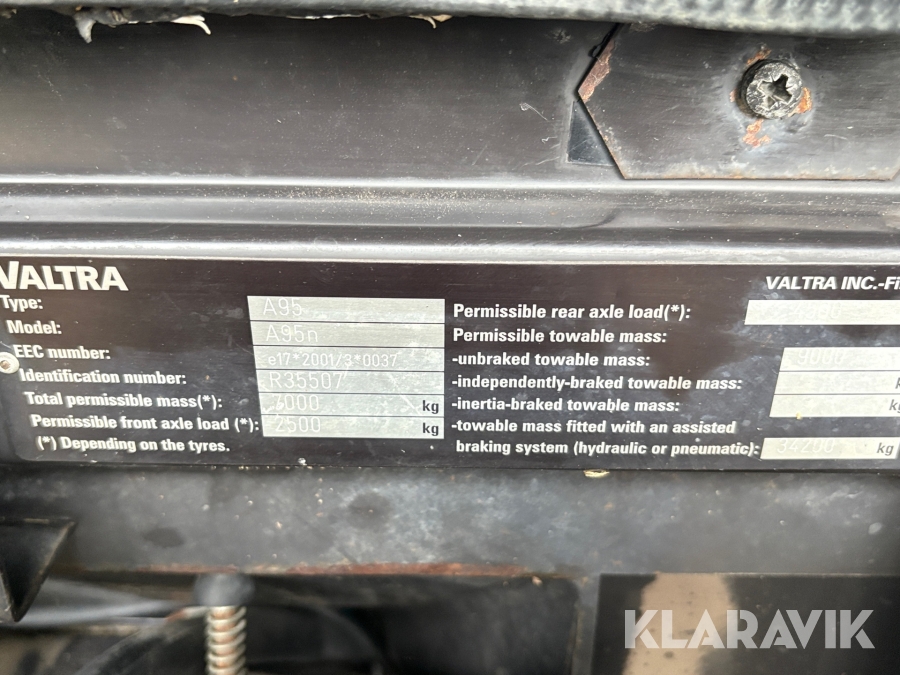 VALTRA
VALTRA INC.-Fi
Type: A95
Model: A95n
EEC number: e17*2001/3*0037
Identification number: R35507
Total permissible mass(*): kg
Permissible front axle load (*): 2500 kg
(*) Depending on the tyres.
Permissible rear axle load(*):
Permissible towable mass:
-unbraked towable mass: 9000
-independently-braked towable mass:
-inertia-braked towable mass: kg
-towable mass fitted with an assisted
braking system (hydraulic or pneumatic): 34200 kg
KLARAVIK